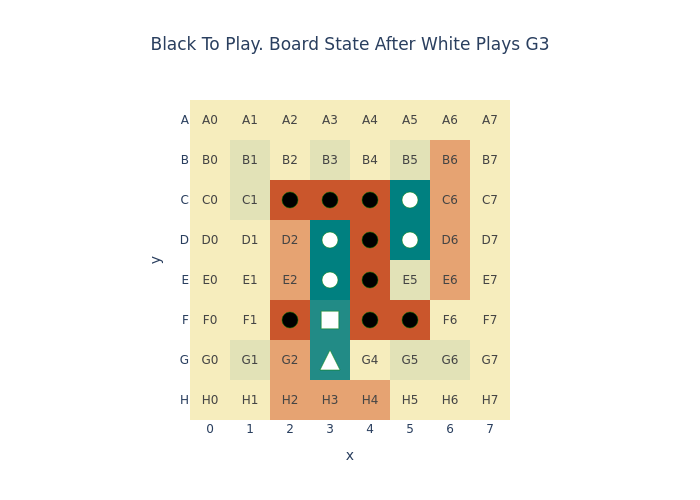 Black To Play. Board State After White Plays G3
A A0 A1 A2 A3 A4 A5 A6 A7
B B0 B1 B2 B3 B4 B5 B6 B7
C C0 C1 C6 C7
D D0 D1 D2 D6 D7
y
E E0 E1 E2 E5 E6 E7
F F0 F1 F6 F7
G G0 G1 G2 G4 G5 G6 G7
H H0 H1 H2 H3 H4 H5 H6 H7
0 1 2 3 4 5 6 7
x